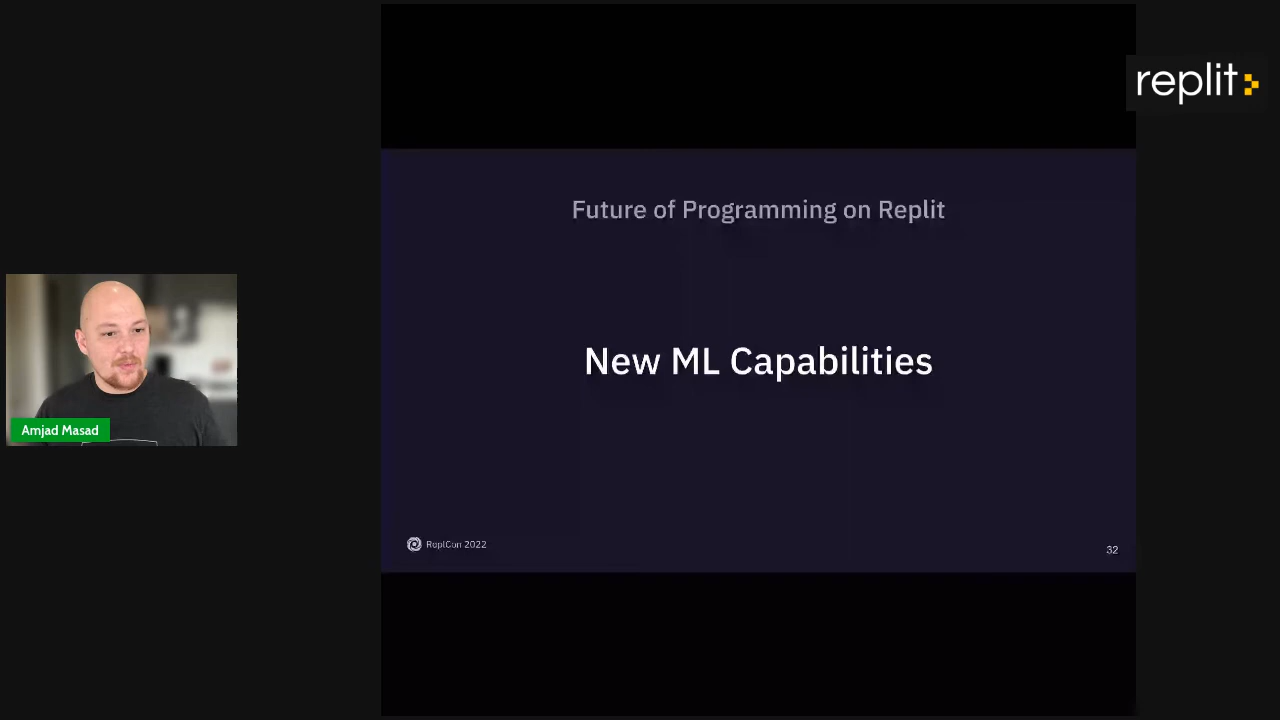 replit
Future of Programming on Replit
New ML Capabilities
Amjad Masad
ReplCon 2022
32